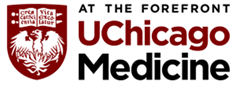 AT THE FOREFRONT
UChicago
Medicine